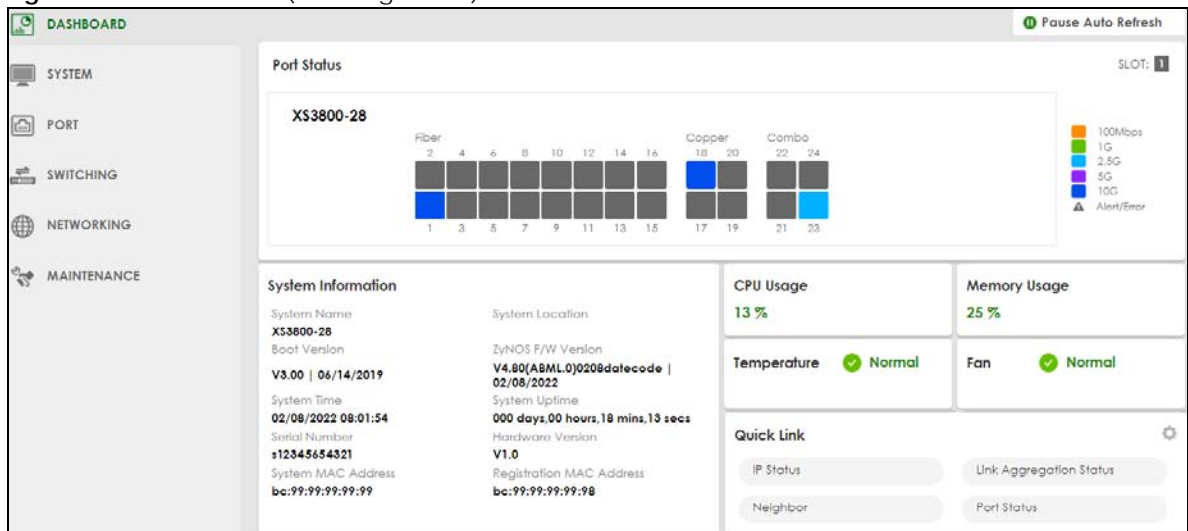 DASHBOARD
Pause Auto Refresh
SYSTEM
PORT
SWITCHING
NETWORKING
MAINTENANCE
Port Status
SLOT: 1
XS3800-28
Fiber Copper Combo
2 4 6 8 10 12 14 16 18 20 22 24
1 3 5 7 9 11 13 15 17 19 21 23
100Mbps
1G
2.5G
5G
10G
Alert/Error
System Information
System Name System Location
XS3800-28
Boot Version ZyNOS F/W Version
V3.00 | 06/14/2019 V4.80(ABML.0)0208datecode |
02/08/2022
System Time System Uptime
02/08/2022 08:01:54 000 days,00 hours,18 mins,13 secs
Serial Number Hardware Version
s12345654321 V1.0
System MAC Address Registration MAC Address
bc:99:99:99:99:99 bc:99:99:99:99:98
CPU Usage
13 %
Memory Usage
25 %
Temperature Normal
Fan Normal
Quick Link
IP Status Link Aggregation Status
Neighbor Port Status